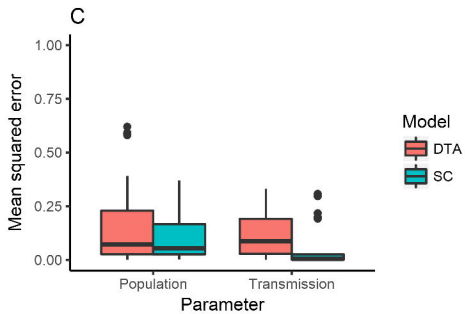 C
Mean squared error
1.00
0.75
0.50
0.25
0.00
Population
Transmission
Parameter
Model
DTA
SC